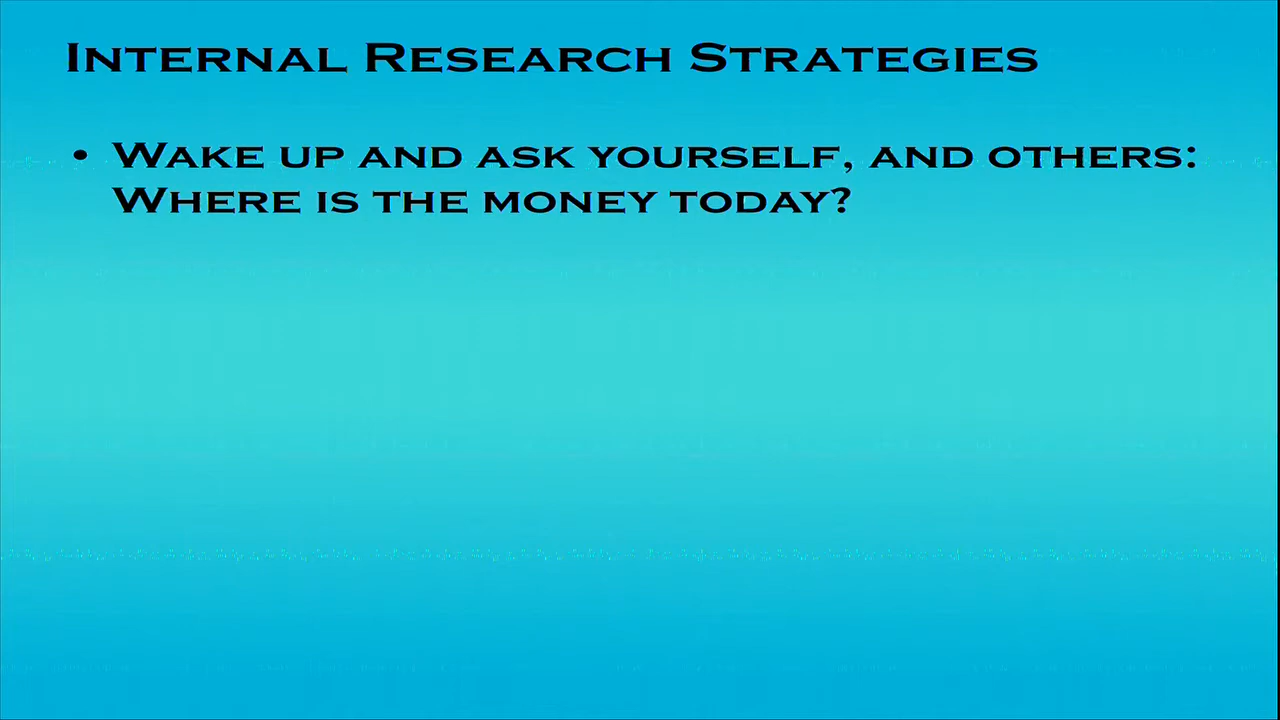 Internal Research Strategies
• Wake up and ask yourself, and others:
Where is the money today?